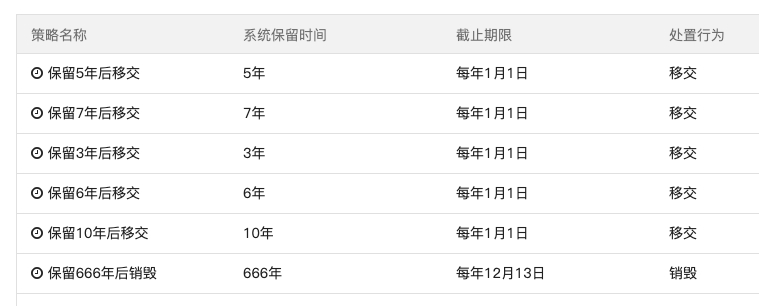 策略名称 系统保留时间 截止期限 处置行为
保留5年后移交 5年 每年1月1日 移交
保留7年后移交 7年 每年1月1日 移交
保留3年后移交 3年 每年1月1日 移交
保留6年后移交 6年 每年1月1日 移交
保留10年后移交 10年 每年1月1日 移交
保留666年后销毁 666年 每年12月13日 销毁